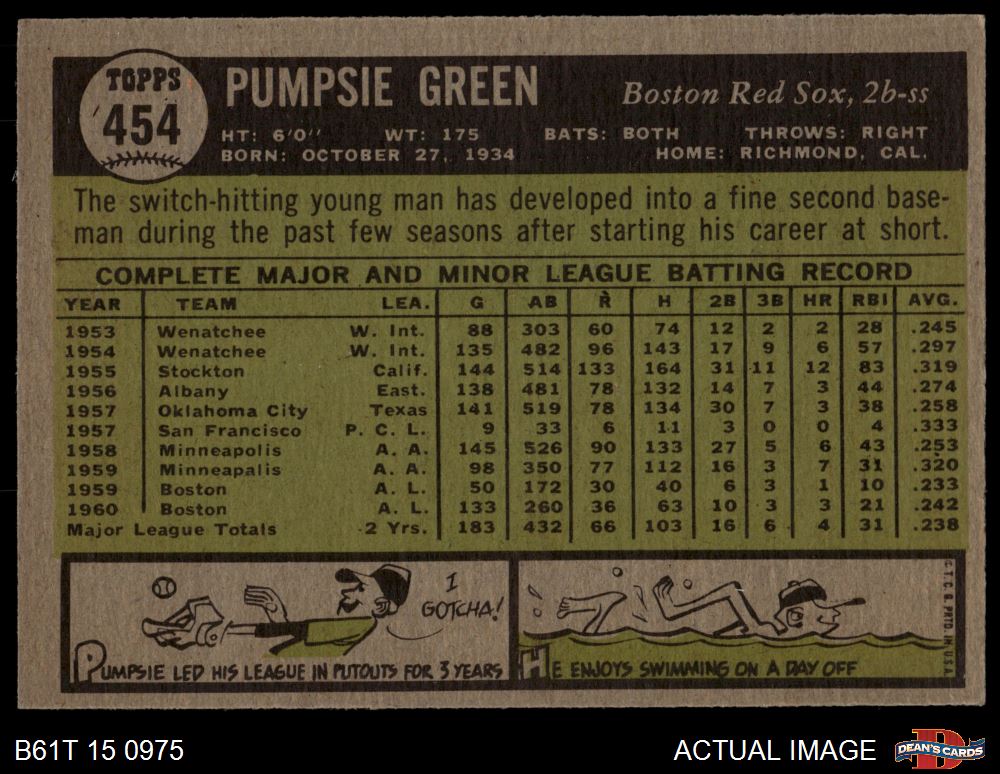 TOPPS
454
PUMPSIE GREEN
Boston Red Sox, 2b-ss
HT: 6'0" WT: 175 BATS: BOTH THROWS: RIGHT
BORN: OCTOBER 27, 1934 HOME: RICHMOND, CAL.
The switch-hitting young man has developed into a fine second base-
man during the past few seasons after starting his career at short.
COMPLETE MAJOR AND MINOR LEAGUE BATTING RECORD
YEAR TEAM LEA. G AB R H 2B 3B HR RBI AVG.
1953 Wenatchee W. Int. 88 303 60 74 12 2 2 28 .245
1954 Wenatchee W. Int. 135 482 96 143 17 9 6 57 .297
1955 Stockton Calif. 144 514 133 164 31 11 12 83 .319
1956 Albany East. 138 481 78 132 14 7 3 44 .274
1957 Oklahoma City Texas 141 519 78 134 30 7 3 38 .258
1957 San Francisco P. C. L. 9 33 6 11 3 0 0 4 .333
1958 Minneapolis A. A. 145 526 90 133 27 5 6 43 .253
1959 Minneapalis A. A. 98 350 77 112 16 3 7 31 .320
1959 Boston A. L. 50 172 30 40 6 3 1 10 .233
1960 Boston A. L. 133 260 36 63 10 3 3 21 .242
Major League Totals 2 Yrs. 183 432 66 103 16 6 4 31 .238
I
GOTCHA!
PUMPSIE LED HIS LEAGUE IN PUTOUTS FOR 3 YEARS
HE ENJOYS SWIMMING ON A DAY OFF
© T. C. G. PRTD. IN U.S.A.
B61T 15 0975
ACTUAL IMAGE
DEAN'S CARDS